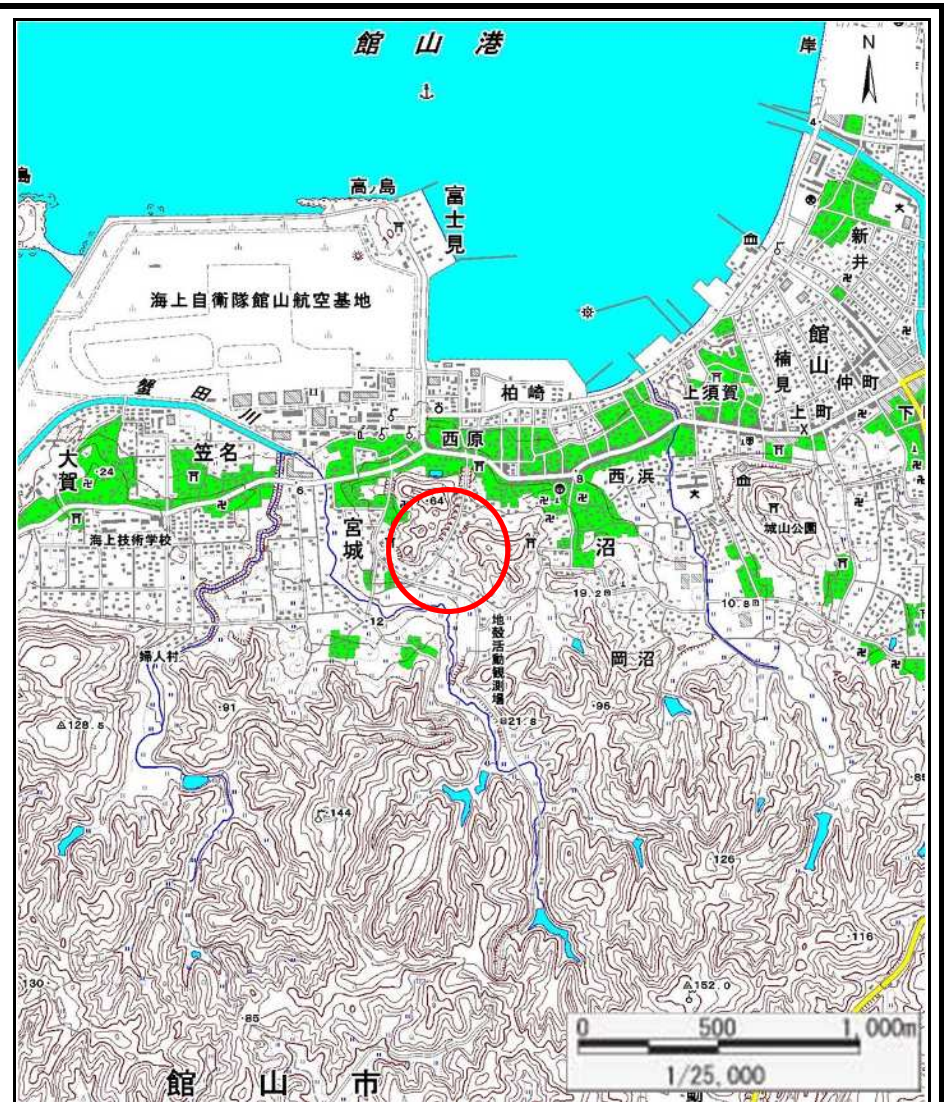 館山港
岸
N
4
島
高ノ島
富士見
10
新井
海上自衛隊館山航空基地
館山
楠見
仲町
蟹田川
柏崎
上須賀
上町
下
西原
大賀
24
笠名
8
西ノ浜
6
64
城山公園
海上技術学校
宮城
沼
19.2
10.8
12
地殻活動観測場
婦人村
岡沼
91
96
128.5
21.8
85
144
126
116
130
152.0
85
0 500 1,000m
1/25,000
館山市